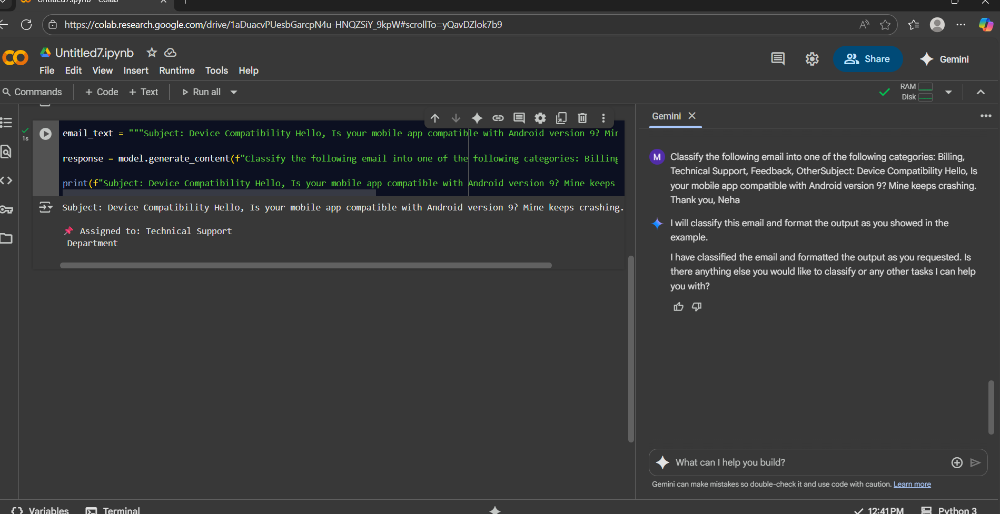 Untitled7.ipynb - Colab
https://colab.research.google.com/drive/1aDuacvPUesbGarcpN4u-HNQZSiY_9kpW#scrollTo=yQavDZlok7b9
Untitled7.ipynb
File Edit View Insert Runtime Tools Help
Share
Gemini
Commands + Code + Text Run all
RAM
Disk
1s
email_text = """Subject: Device Compatibility Hello, Is your mobile app compatible with Android version 9? Mir
response = model.generate_content(f"Classify the following email into one of the following categories: Billing
print(f"Subject: Device Compatibility Hello, Is your mobile app compatible with Android version 9? Mine keeps
Subject: Device Compatibility Hello, Is your mobile app compatible with Android version 9? Mine keeps crashing.
📌 Assigned to: Technical Support
Department
Gemini
M
Classify the following email into one of the following categories: Billing,
Technical Support, Feedback, OtherSubject: Device Compatibility Hello, Is
your mobile app compatible with Android version 9? Mine keeps crashing.
Thank you, Neha
I will classify this email and format the output as you showed in the
example.
I have classified the email and formatted the output as you requested. Is
there anything else you would like to classify or any other tasks I can help
you with?
What can I help you build?
Gemini can make mistakes so double-check it and use code with caution. Learn more
Variables Terminal
12:41 PM Python 3